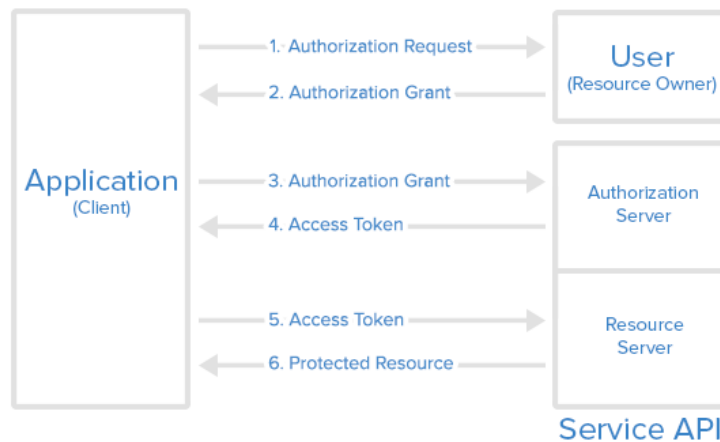 1. Authorization Request
User
(Resource Owner)
2. Authorization Grant
Application
(Client)
3. Authorization Grant
Authorization
Server
4. Access Token
5. Access Token
Resource
Server
6. Protected Resource
Service API